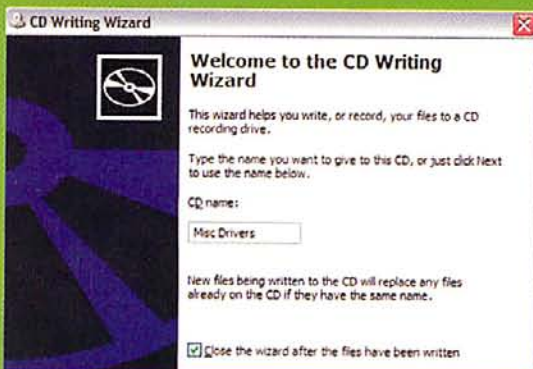 CD Writing Wizard
Welcome to the CD Writing
Wizard
This wizard helps you write, or record, your files to a CD
recording drive.
Type the name you want to give to this CD, or just click Next
to use the name below.
CD name:
Misc Drivers
New files being written to the CD will replace any files
already on the CD if they have the same name.
Close the wizard after the files have been written